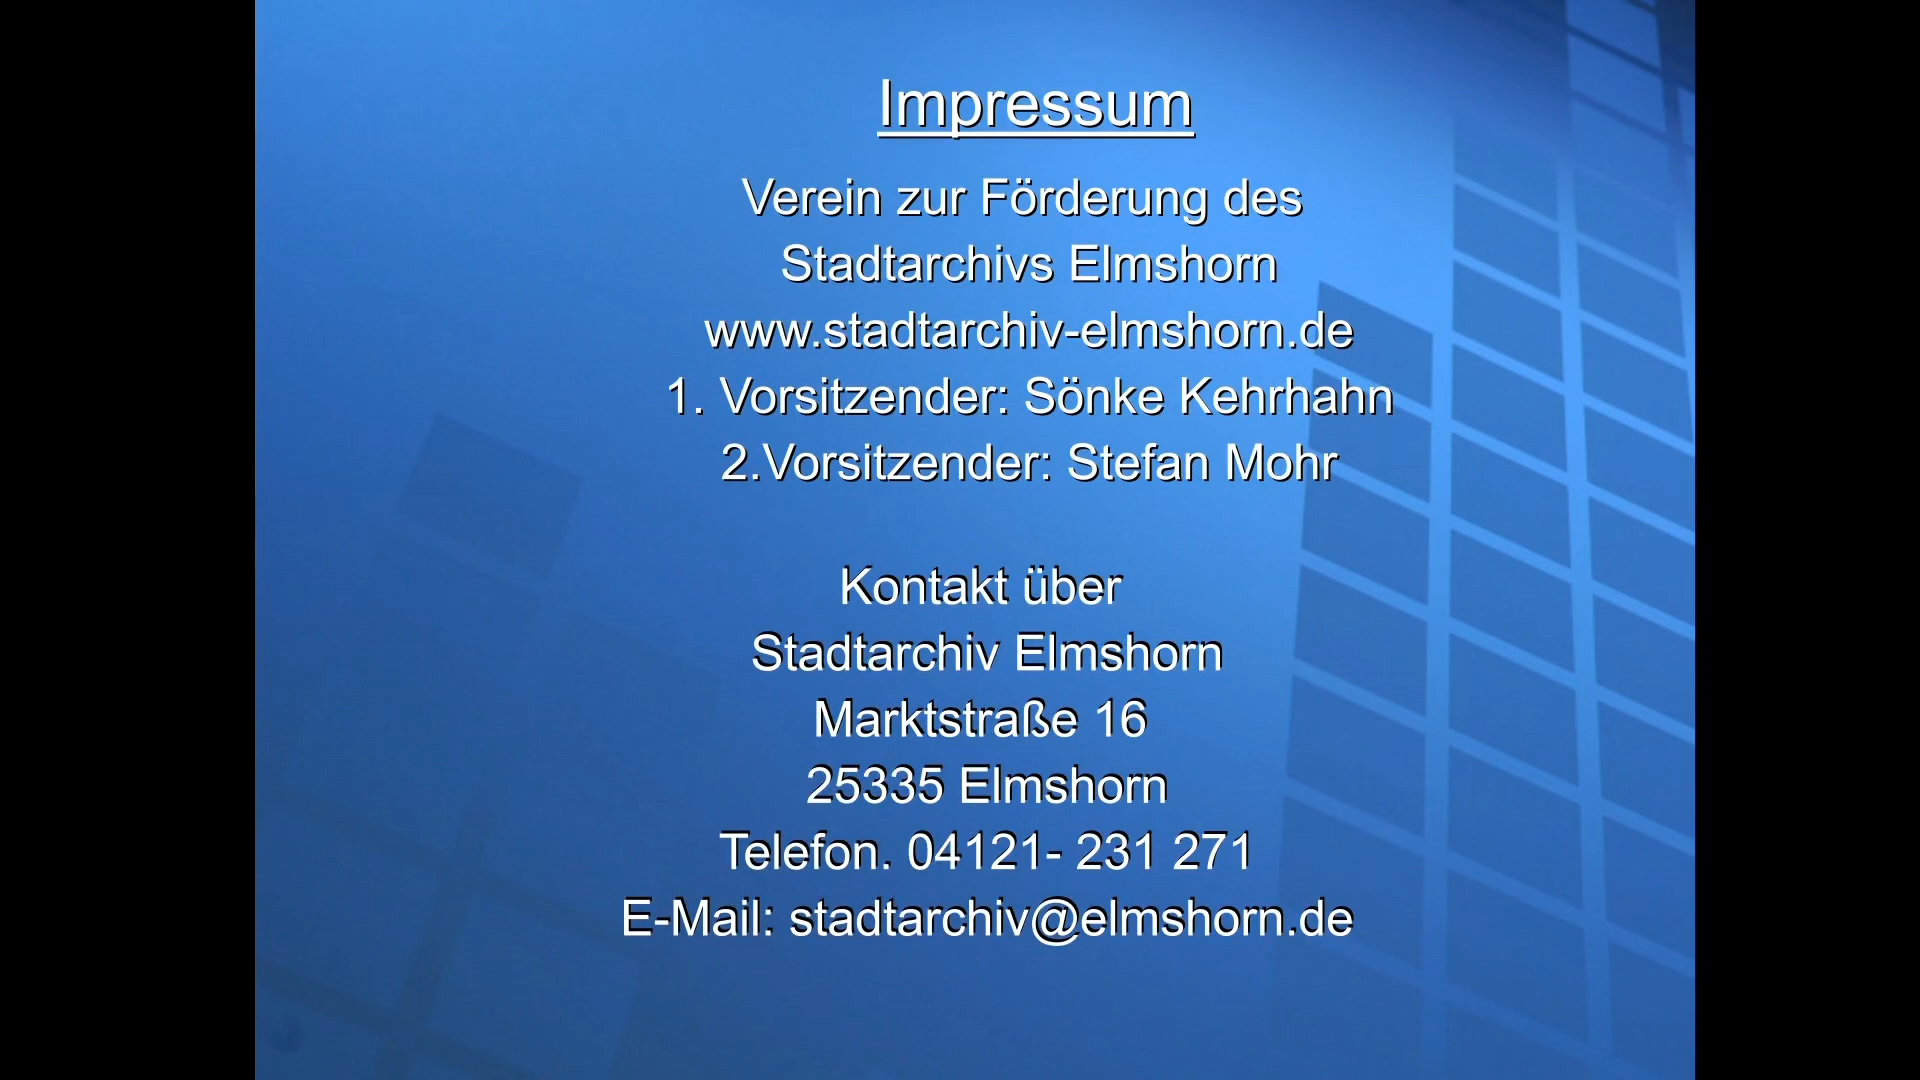 Impressum
Verein zur Förderung des
Stadtarchivs Elmshorn
www.stadtarchiv-elmshorn.de
1. Vorsitzender: Sönke Kehrhahn
2.Vorsitzender: Stefan Mohr
Kontakt über
Stadtarchiv Elmshorn
Marktstraße 16
25335 Elmshorn
Telefon. 04121- 231 271
E-Mail: stadtarchiv@elmshorn.de